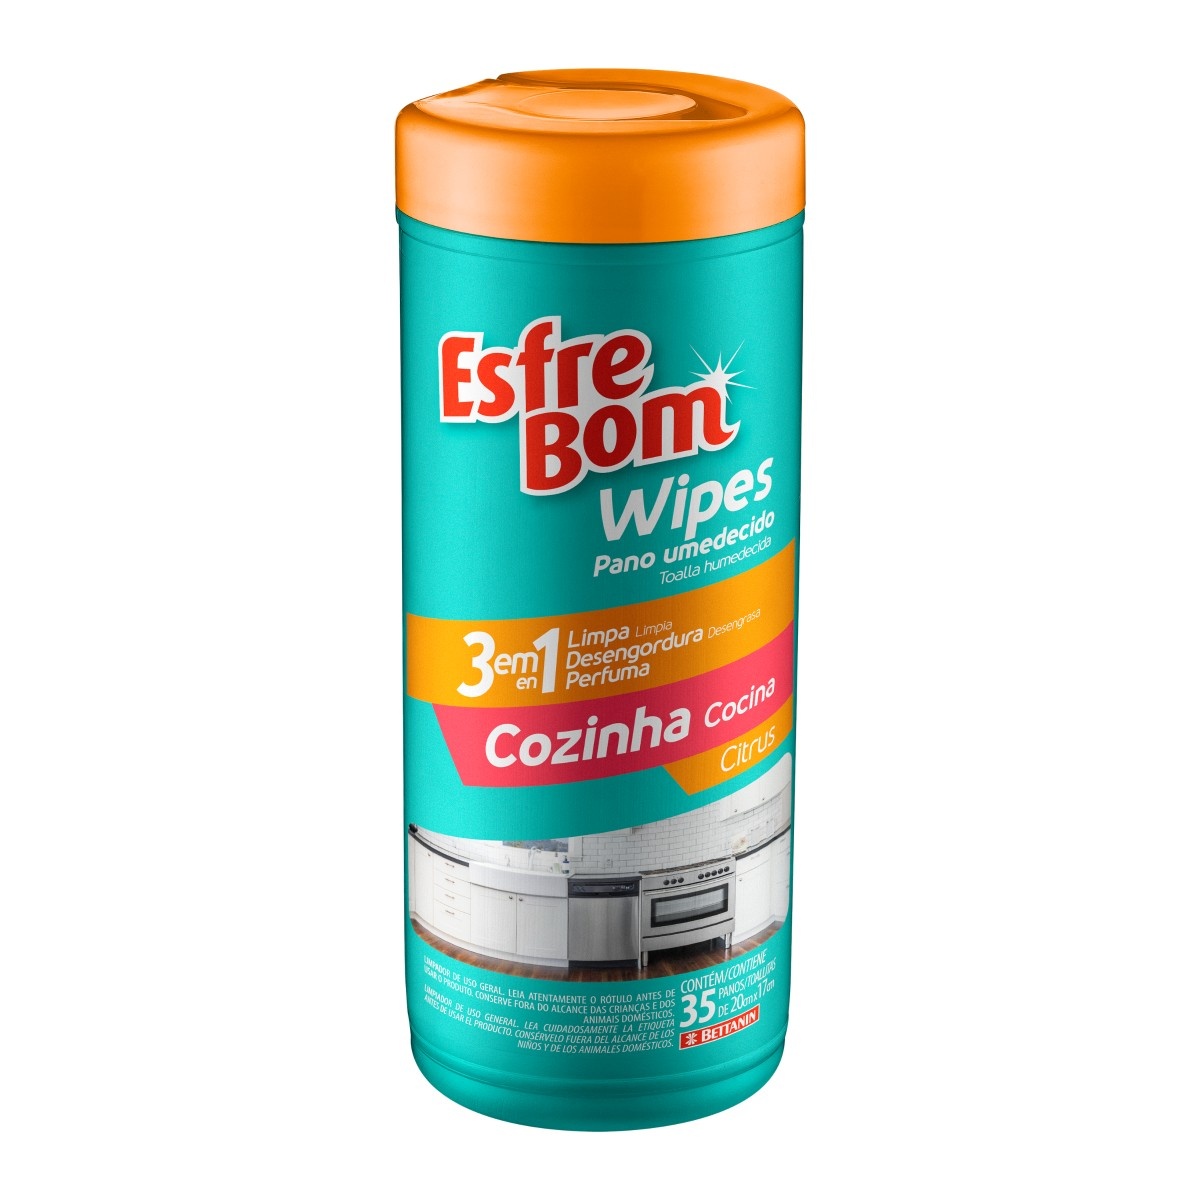 Esfre
Bom
Wipes
Pano umedecido
Toalla humedecida
3 em 1
en
Limpa Limpia
Desengordura Desengrasa
Perfuma
Cozinha Cocina
Citrus
LIMPADOR DE USO GERAL. LEIA ATENTAMENTE O RÓTULO ANTES DE
USAR O PRODUTO. CONSERVE FORA DO ALCANCE DAS CRIANÇAS E DOS
ANIMAIS DOMÉSTICOS.
LIMPIADOR DE USO GENERAL. LEA CUIDADOSAMENTE LA ETIQUETA
ANTES DE USAR EL PRODUCTO. CONSÉRVELO FUERA DEL ALCANCE DE LOS
NIÑOS Y DE LOS ANIMALES DOMÉSTICOS.
CONTÉM/CONTIENE
35 PANOS/TOALLITAS
DE 20cm x 17cm
BETTANIN